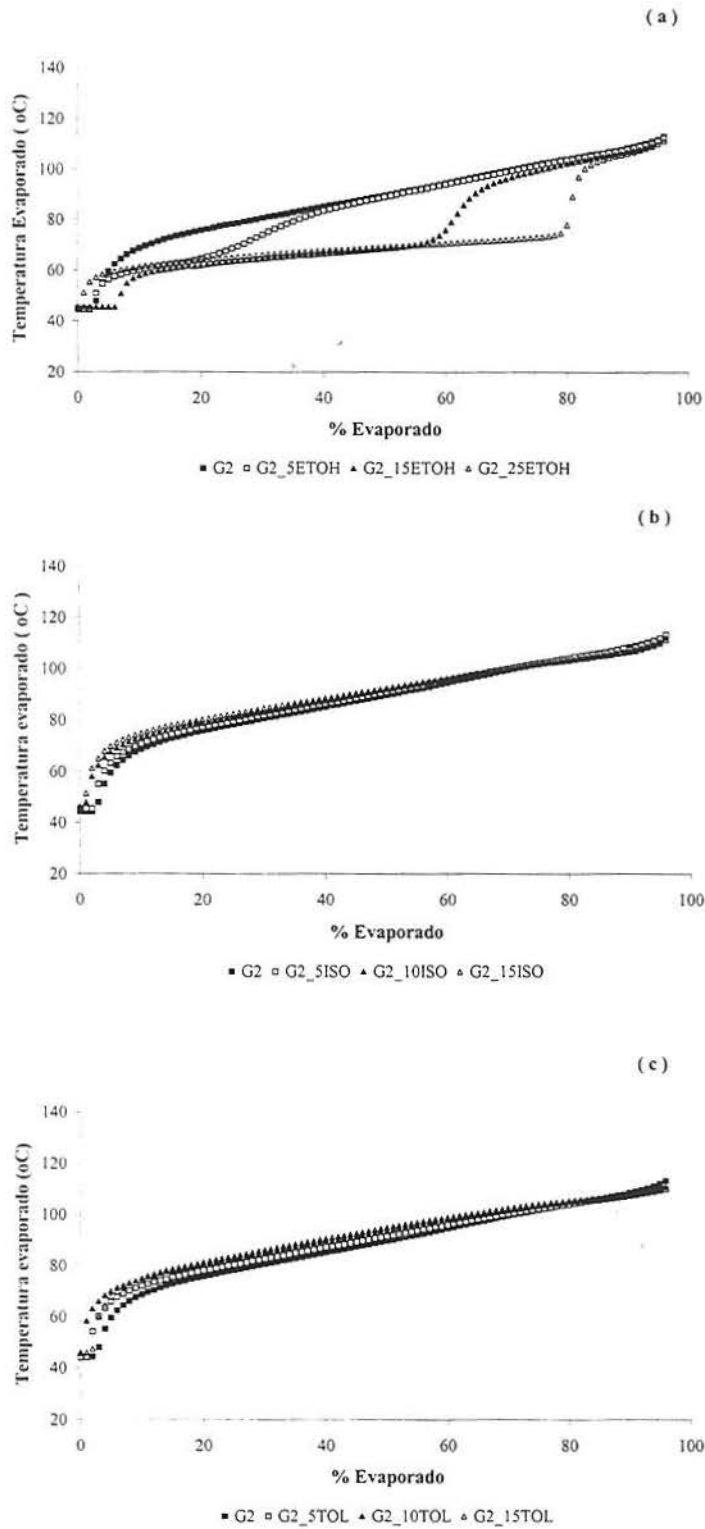 ( a )
140
120
100
80
60
40
20
Temperatura Evaporado ( oC )
0 20 40 60 80 100
% Evaporado
■ G2 □ G2_5ETOH ▲ G2_15ETOH △ G2_25ETOH
( b )
140
120
100
80
60
40
20
Temperatura evaporado ( oC )
0 20 40 60 80 100
% Evaporado
■ G2 □ G2_5ISO ▲ G2_10ISO △ G2_15ISO
( c )
140
120
100
80
60
40
20
Temperatura evaporado (oC)
0 20 40 60 80 100
% Evaporado
■ G2 □ G2_5TOL ▲ G2_10TOL △ G2_15TOL